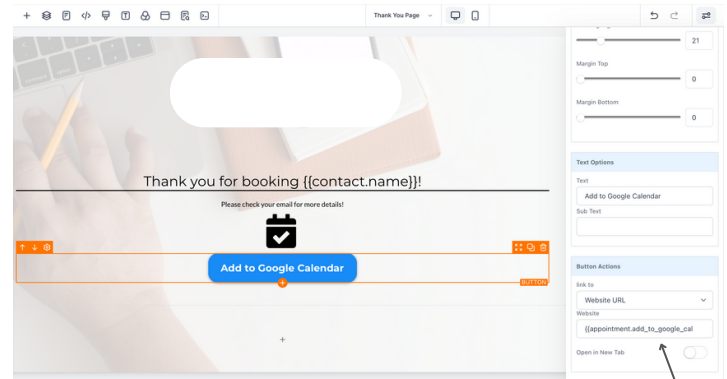 Thank You Page
21
Margin Top
0
Margin Bottom
0
Thank you for booking {{contact.name}}!
Please check your email for more details!
Add to Google Calendar
BUTTON
Text Options
Text
Add to Google Calendar
Sub Text
Button Actions
link to
Website URL
Website
{{appointment.add_to_google_cal
Open in New Tab